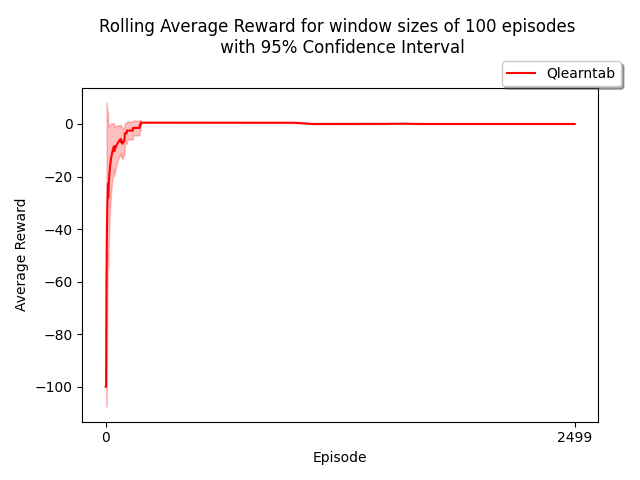 Rolling Average Reward for window sizes of 100 episodes
with 95% Confidence Interval
Qlearntab
Average Reward
0
−20
−40
−60
−80
−100
0
2499
Episode